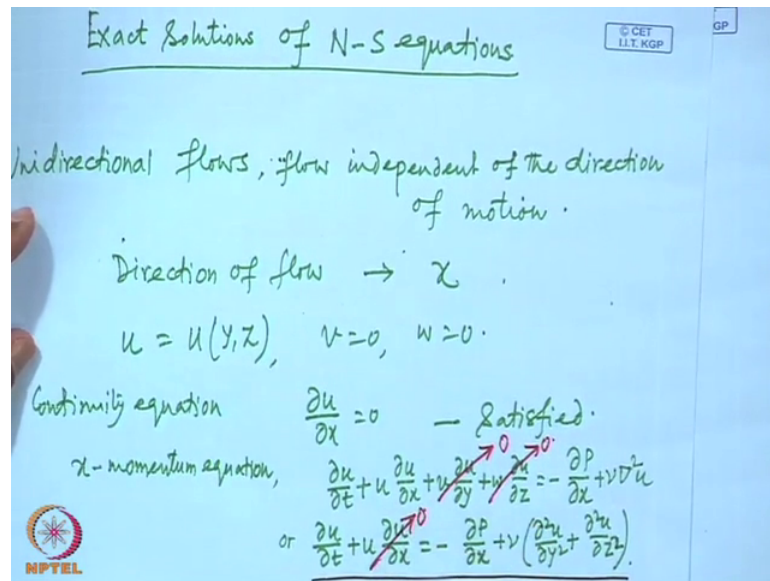 Exact Solutions of N-S equations
© CET
I.I.T. KGP
GP
Unidirectional flows, flow independent of the direction
of motion.
Direction of flow → x.
u = u(y,z), v=0, w=0.
Continuity equation ∂u/∂x = 0 — Satisfied.
x-momentum equation, ∂u/∂t + u ∂u/∂x + v ∂u/∂y + w ∂u/∂z = - ∂p/∂x + ν∇²u
0 0
or ∂u/∂t + u ∂u/∂x = - ∂p/∂x + ν(∂²u/∂y² + ∂²u/∂z²).
0
NPTEL